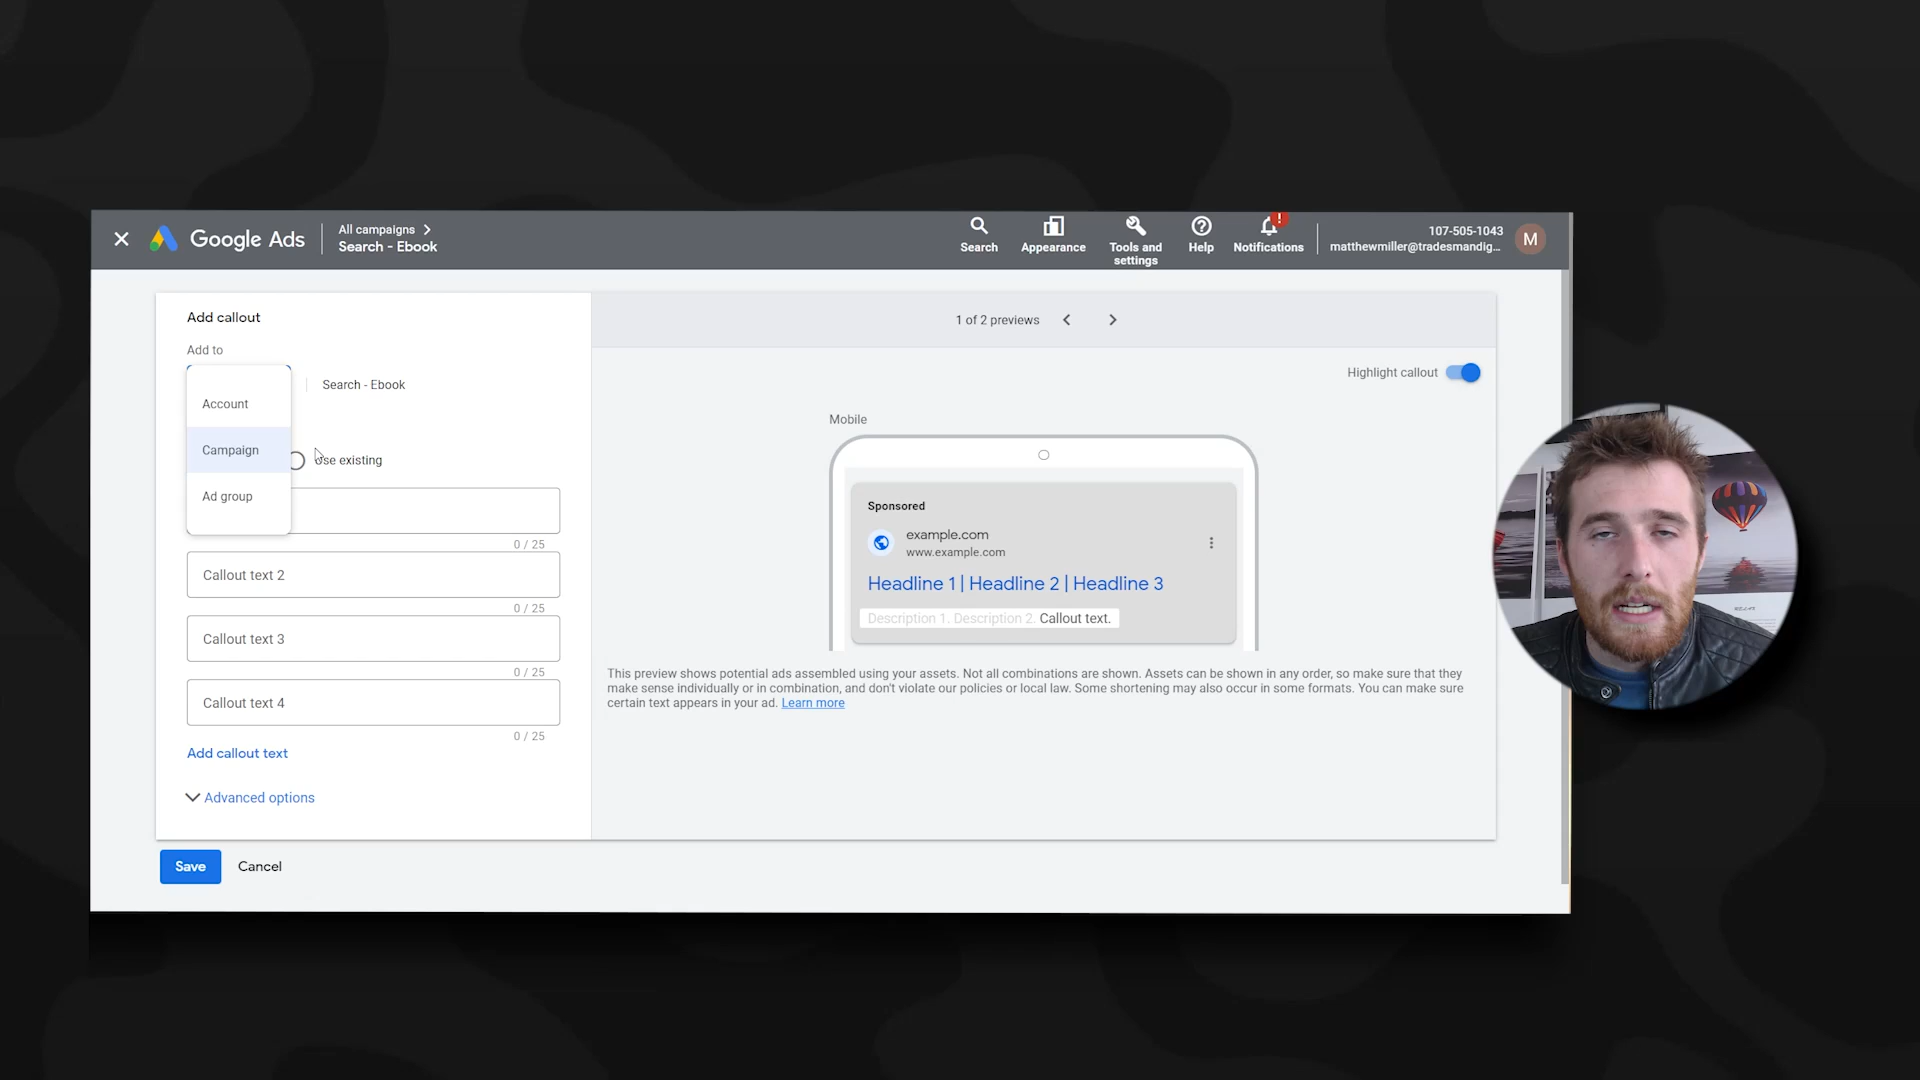 Google Ads
All campaigns
Search - Ebook
Search
Appearance
Tools and
settings
Help
Notifications
!
107-505-1043
matthewmiller@tradesmandig...
M
Add callout
Add to
Account
Campaign
Ad group
Search - Ebook
Use existing
0 / 25
Callout text 2
0 / 25
Callout text 3
0 / 25
Callout text 4
0 / 25
Add callout text
Advanced options
Save
Cancel
1 of 2 previews
Highlight callout
Mobile
Sponsored
example.com
www.example.com
Headline 1 | Headline 2 | Headline 3
Description 1. Description 2. Callout text.
This preview shows potential ads assembled using your assets. Not all combinations are shown. Assets can be shown in any order, so make sure that they
make sense individually or in combination, and don't violate our policies or local law. Some shortening may also occur in some formats. You can make sure
certain text appears in your ad. Learn more
RELAX